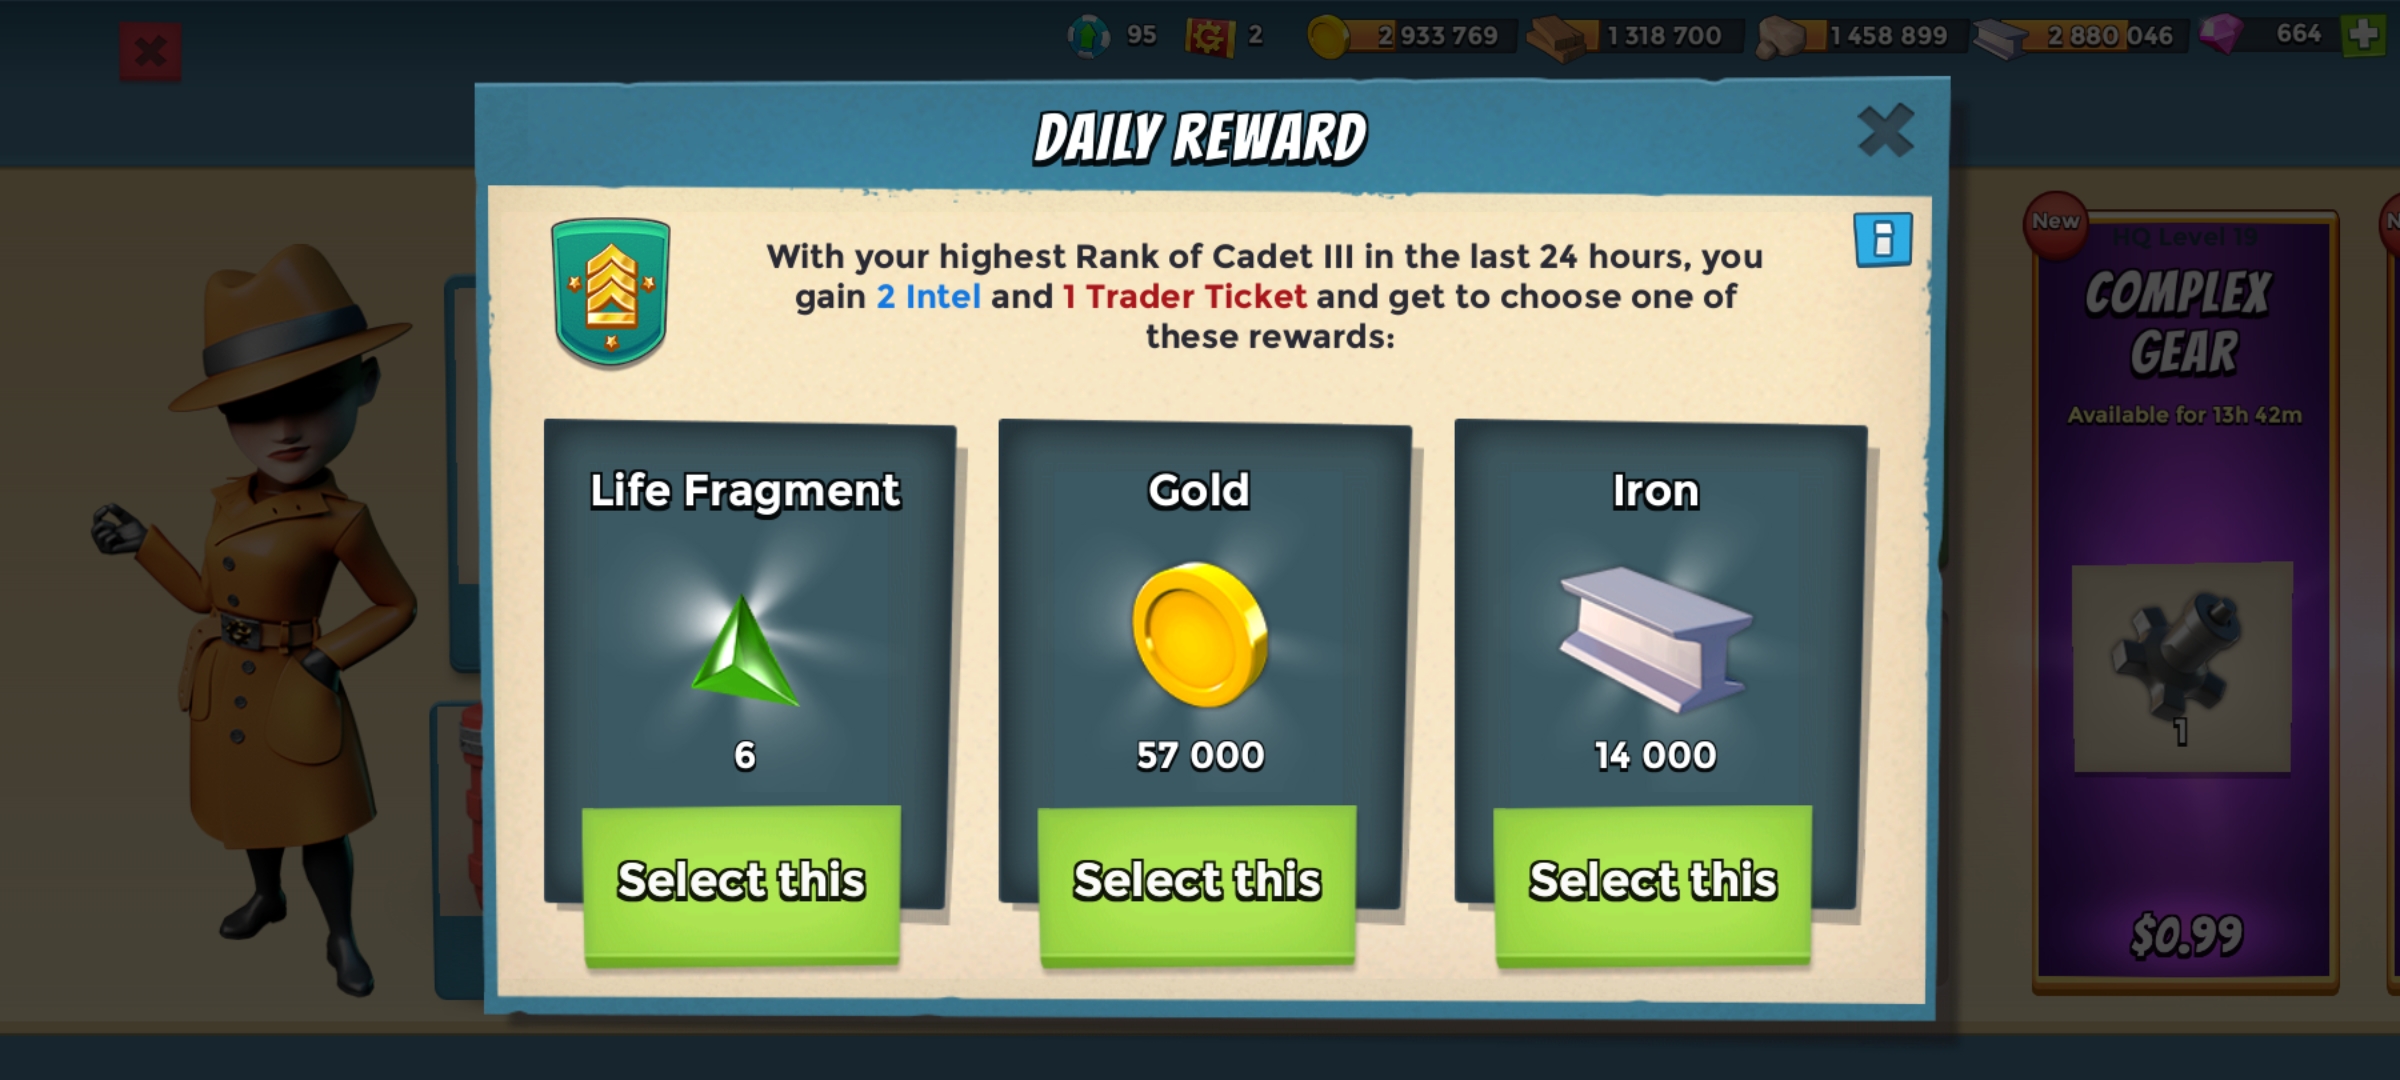 95
2
2 933 769
1 318 700
1 458 899
2 880 046
664
DAILY REWARD
With your highest Rank of Cadet III in the last 24 hours, you
gain 2 Intel and 1 Trader Ticket and get to choose one of
these rewards:
Life Fragment
6
Select this
Gold
57 000
Select this
Iron
14 000
Select this
New
HQ Level 19
COMPLEX
GEAR
Available for 13h 42m
1
$0.99